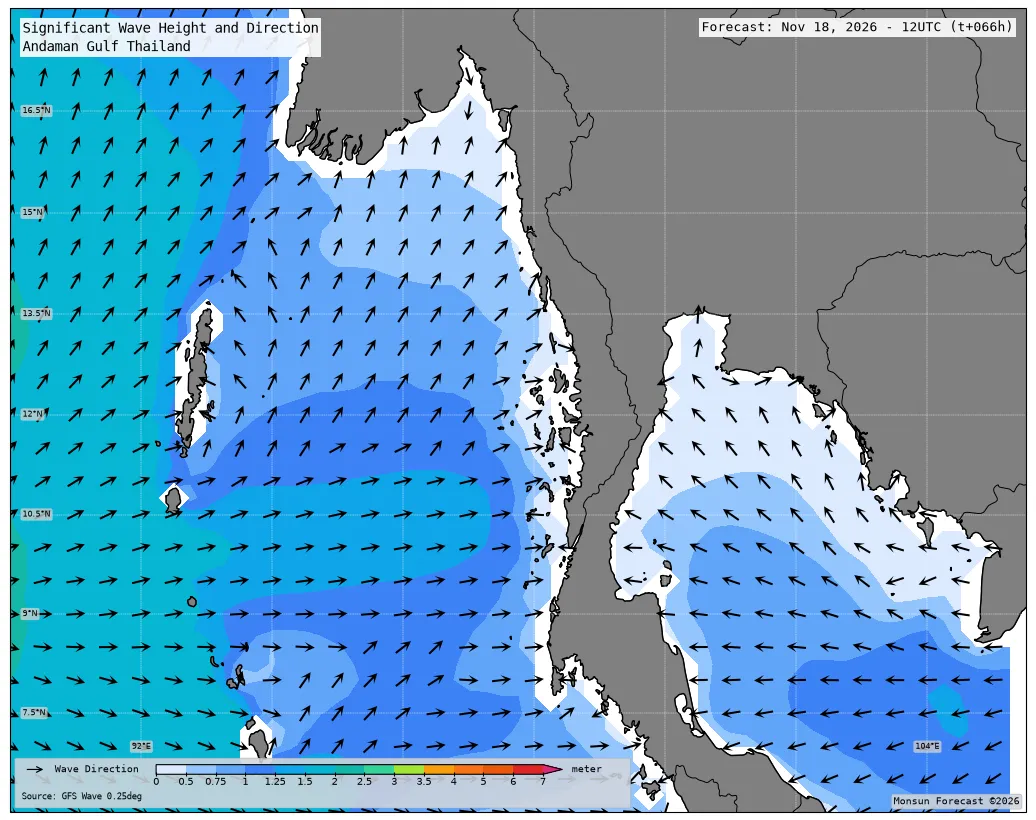 Significant Wave Height and Direction
Andaman Gulf Thailand
Forecast: Nov 18, 2026 - 12UTC (t+066h)
16.5°N
15°N
13.5°N
12°N
10.5°N
9°N
7.5°N
92°E
104°E
Wave Direction
0.5 0.75 1 1.25 1.5 2 2.5 3 3.5 4 5 6 7
meter
Source: GFS Wave 0.25deg
Monsun Forecast ©2026